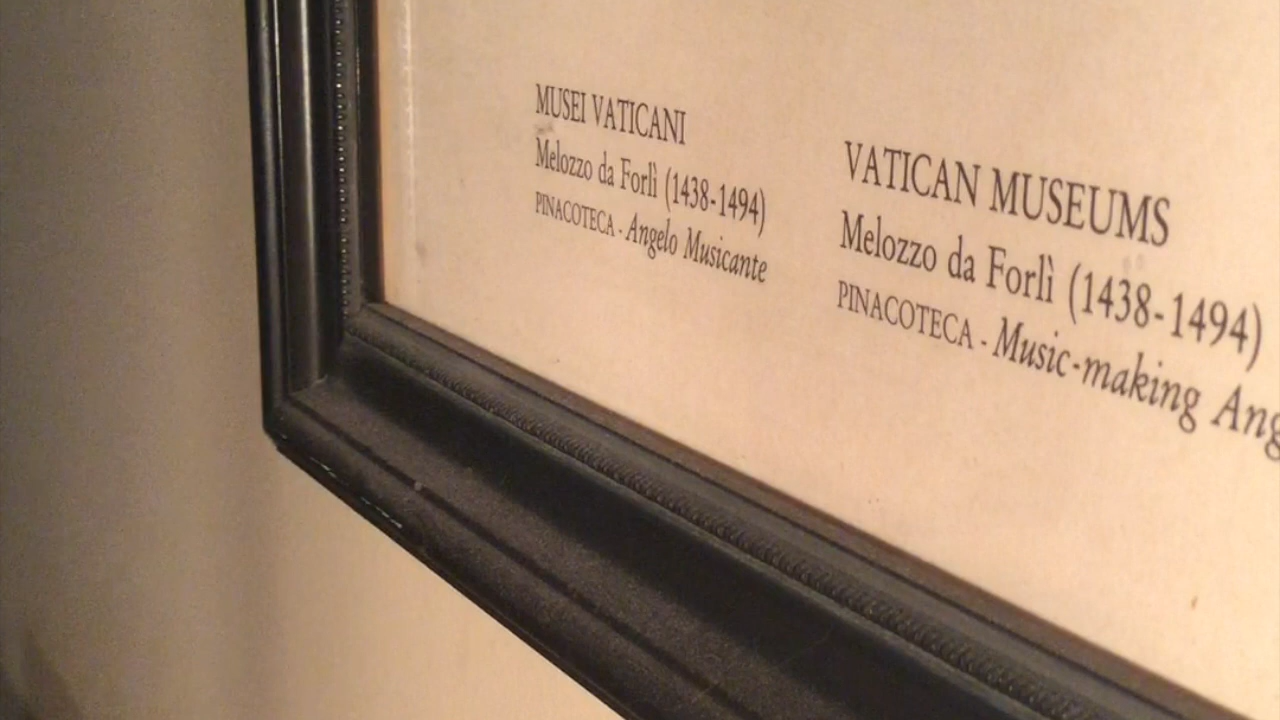 MUSEI VATICANI
Melozzo da Forlì (1438-1494)
PINACOTECA - Angelo Musicante
VATICAN MUSEUMS
Melozzo da Forlì (1438-1494)
PINACOTECA - Music-making Ang